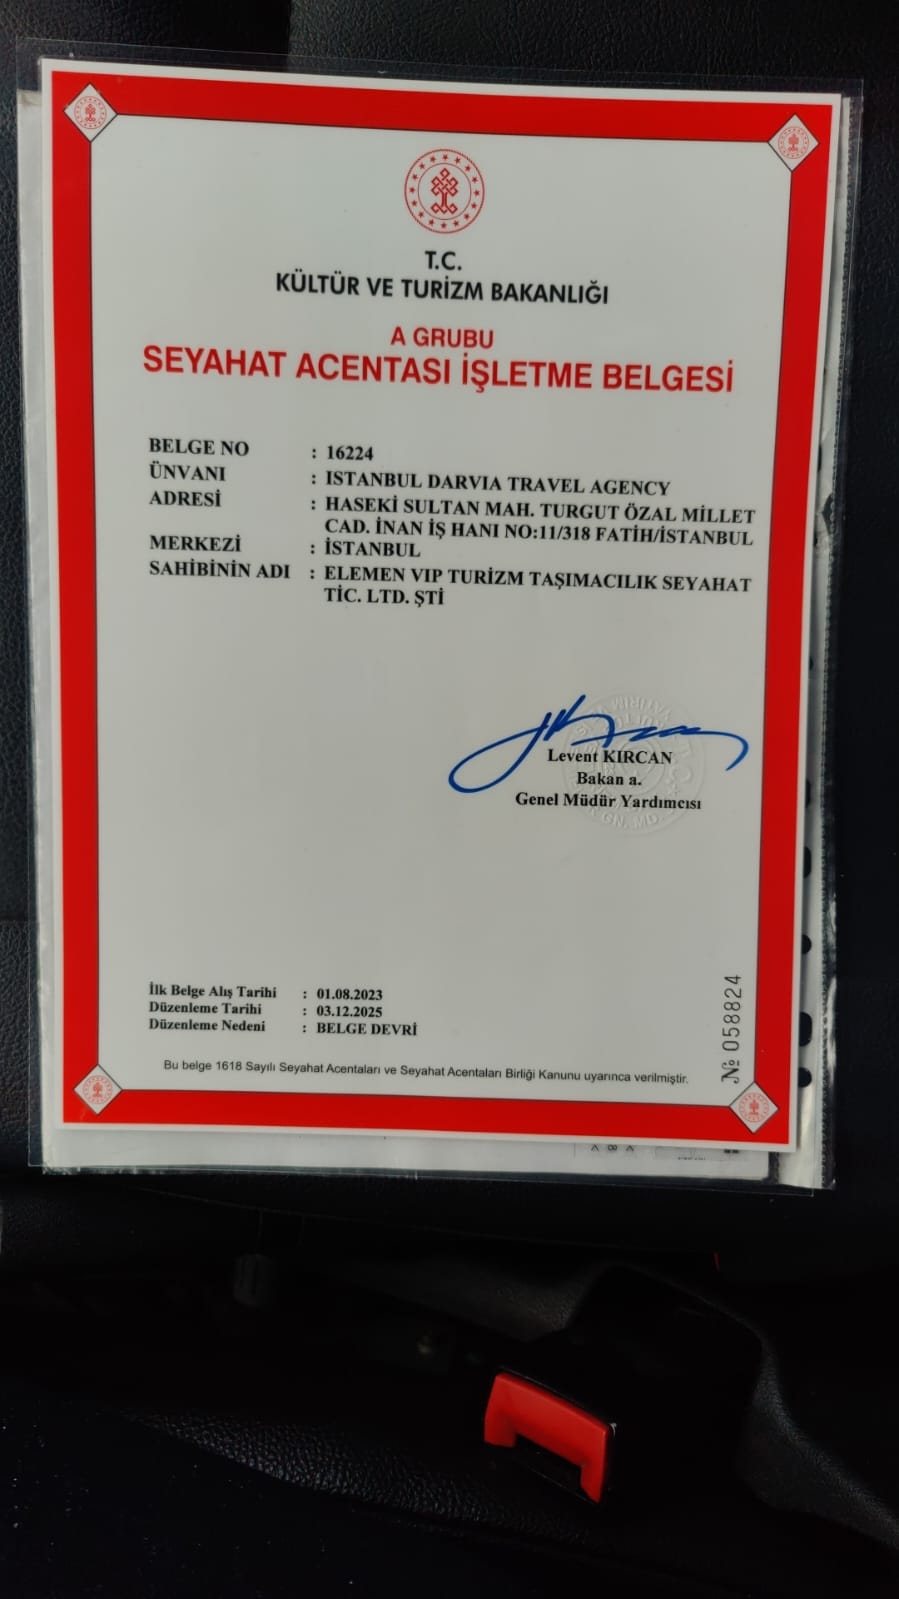 T.C.
KÜLTÜR VE TURİZM BAKANLIĞI
A GRUBU
SEYAHAT ACENTASI İŞLETME BELGESİ
BELGE NO : 16224
ÜNVANI : ISTANBUL DARVIA TRAVEL AGENCY
ADRESİ : HASEKİ SULTAN MAH. TURGUT ÖZAL MİLLET
CAD. İNAN İŞ HANI NO:11/318 FATİH/İSTANBUL
MERKEZİ : İSTANBUL
SAHİBİNİN ADI : ELEMEN VIP TURİZM TAŞIMACILIK SEYAHAT
TİC. LTD. ŞTİ
Levent KIRCAN
Bakan a.
Genel Müdür Yardımcısı
İlk Belge Alış Tarihi : 01.08.2023
Düzenleme Tarihi : 03.12.2025
Düzenleme Nedeni : BELGE DEVRİ
№ 058824
Bu belge 1618 Sayılı Seyahat Acentaları ve Seyahat Acentaları Birliği Kanunu uyarınca verilmiştir.